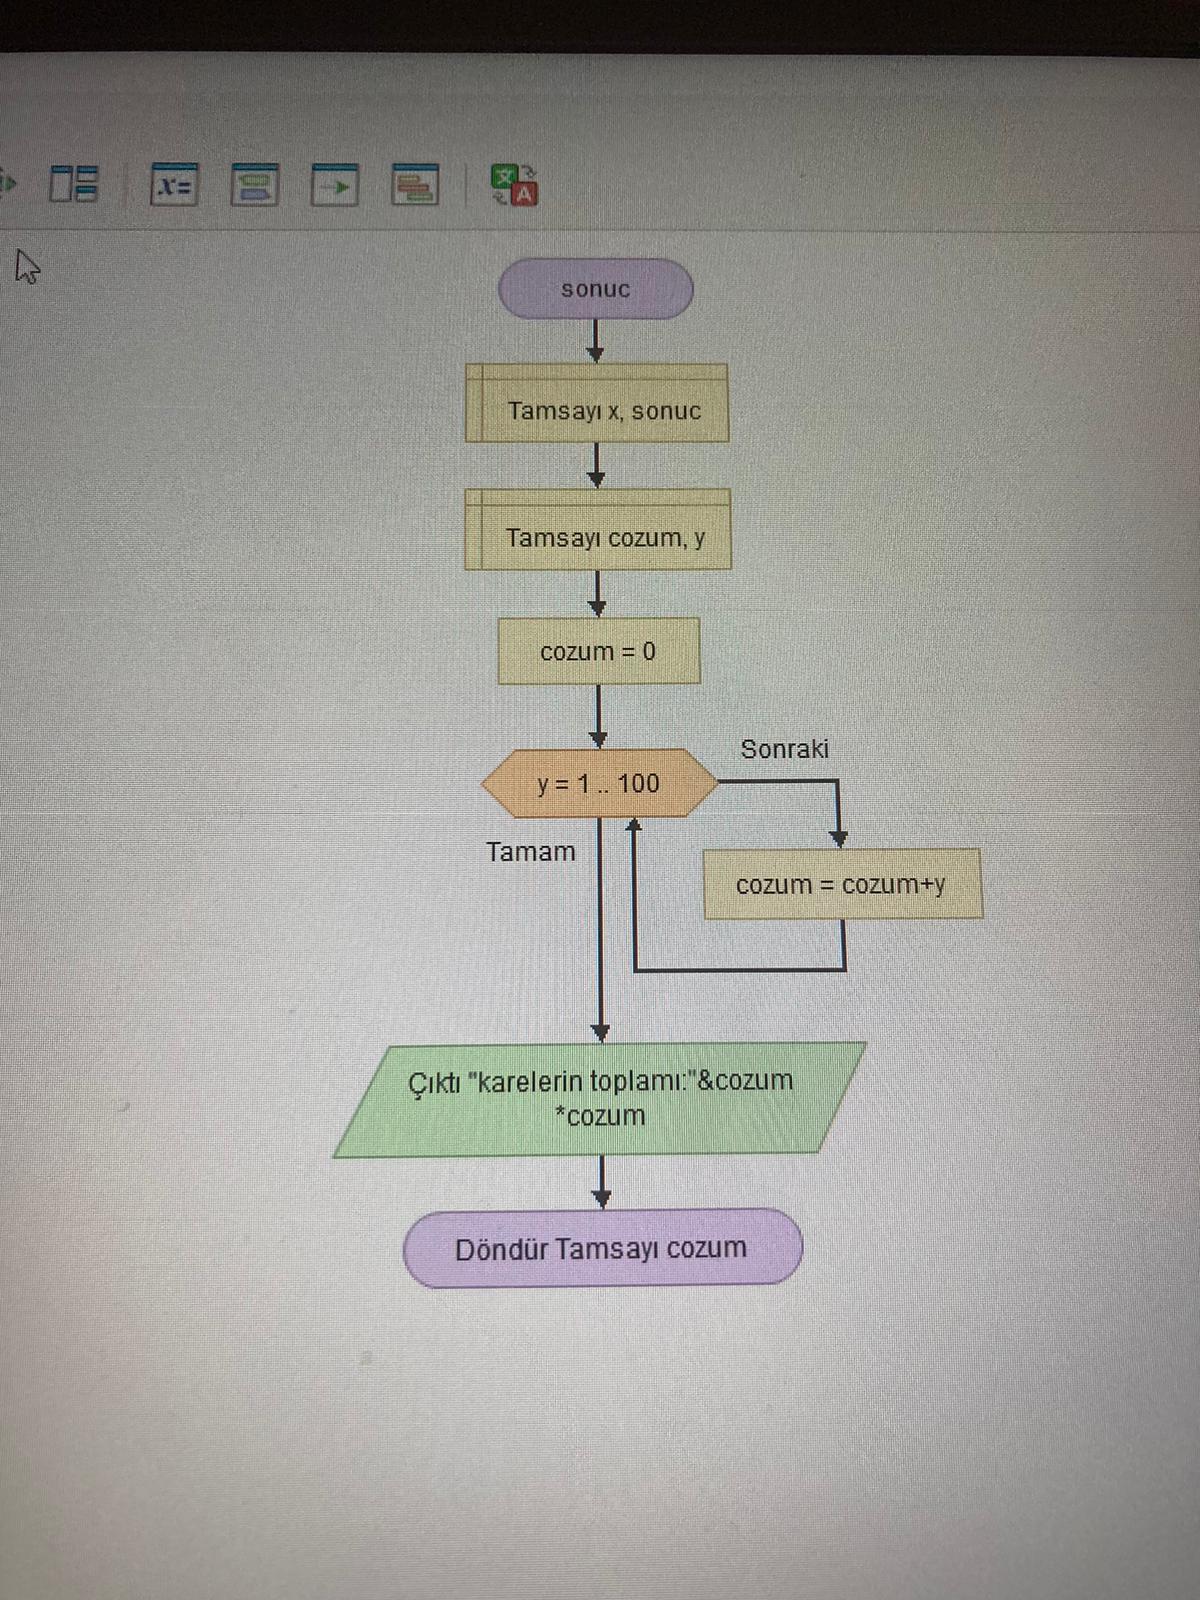 x=
文
A
sonuc
Tamsayı x, sonuc
Tamsayı cozum, y
cozum = 0
y = 1 .. 100
Sonraki
cozum = cozum+y
Tamam
Çıktı "karelerin toplamı:"&cozum
*cozum
Döndür Tamsayı cozum